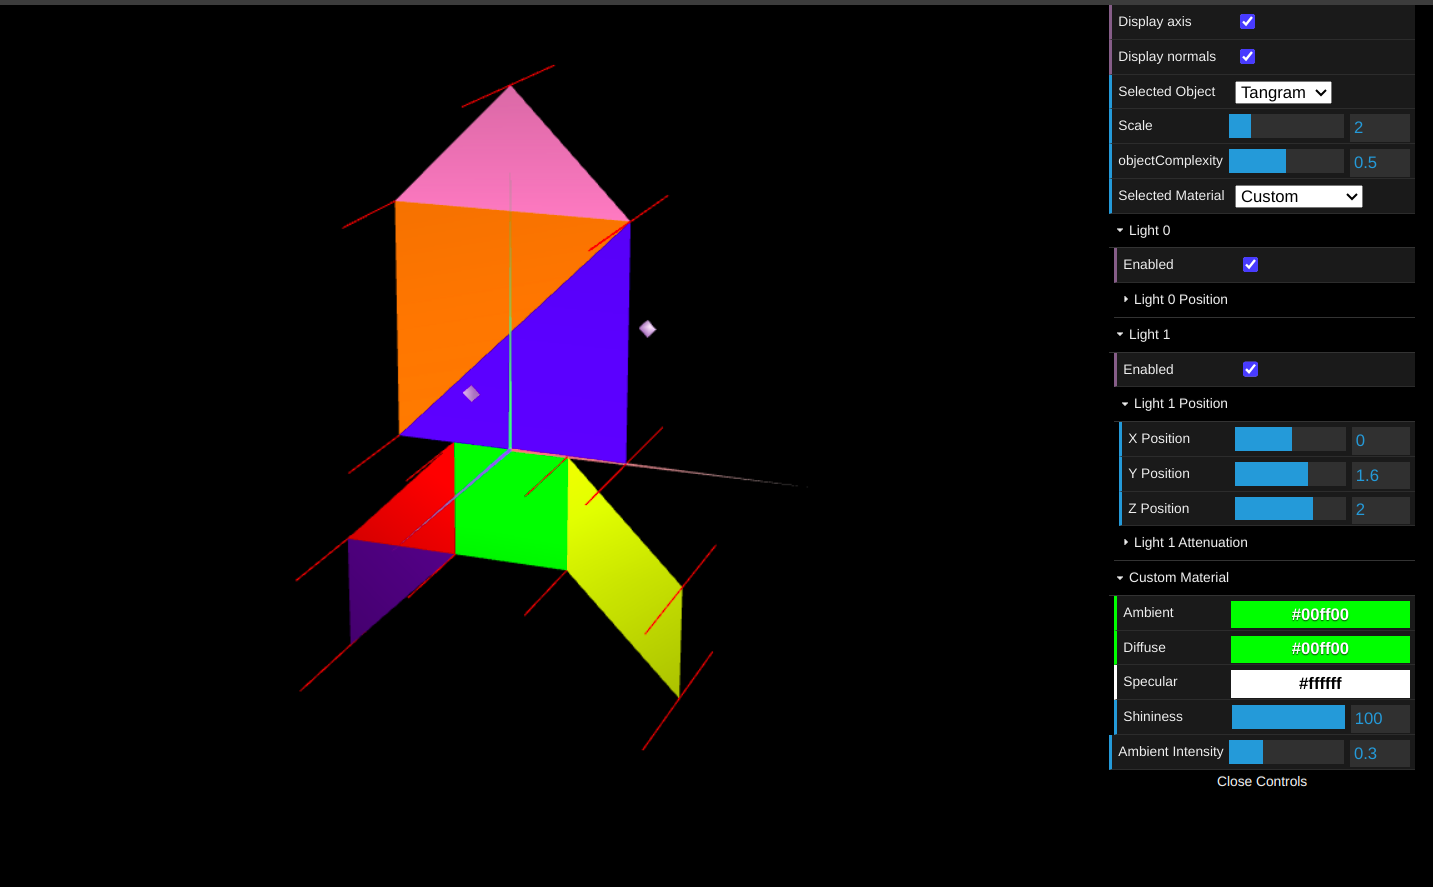 Display axis
Display normals
Selected Object Tangram
Scale 2
objectComplexity 0.5
Selected Material Custom
Light 0
Enabled
Light 0 Position
Light 1
Enabled
Light 1 Position
X Position 0
Y Position 1.6
Z Position 2
Light 1 Attenuation
Custom Material
Ambient #00ff00
Diffuse #00ff00
Specular #ffffff
Shininess 100
Ambient Intensity 0.3
Close Controls